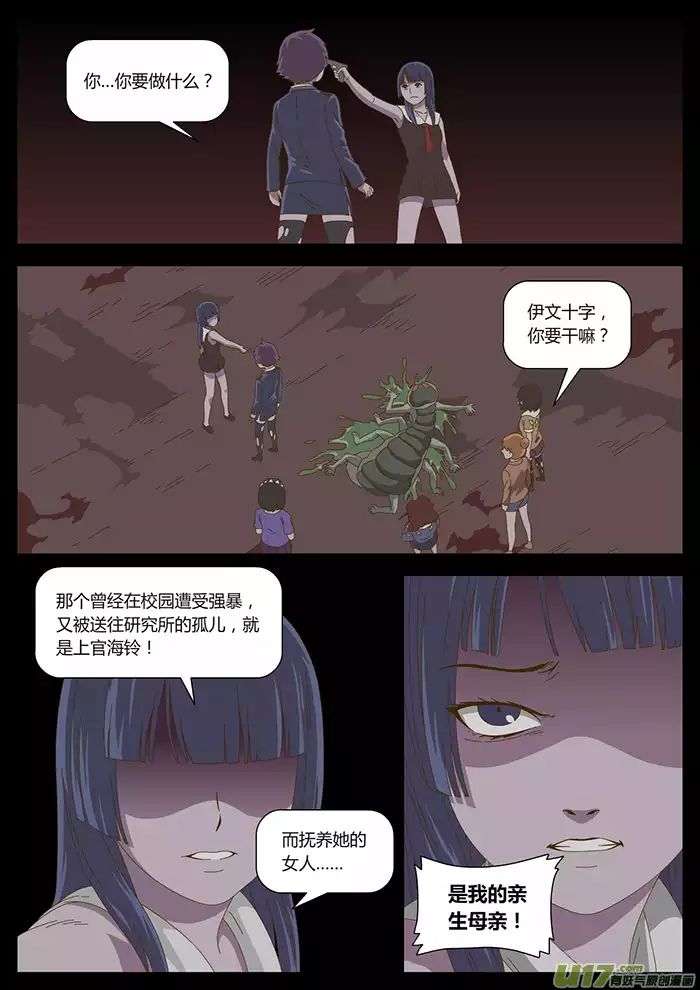 你…你要做什么？
伊文十字，
你要干嘛？
那个曾经在校园遭受强暴，
又被送往研究所的孤儿，就
是上官海铃！
而抚养她的
女人……
是我的亲
生母亲！
U17.com
有妖气原创漫画